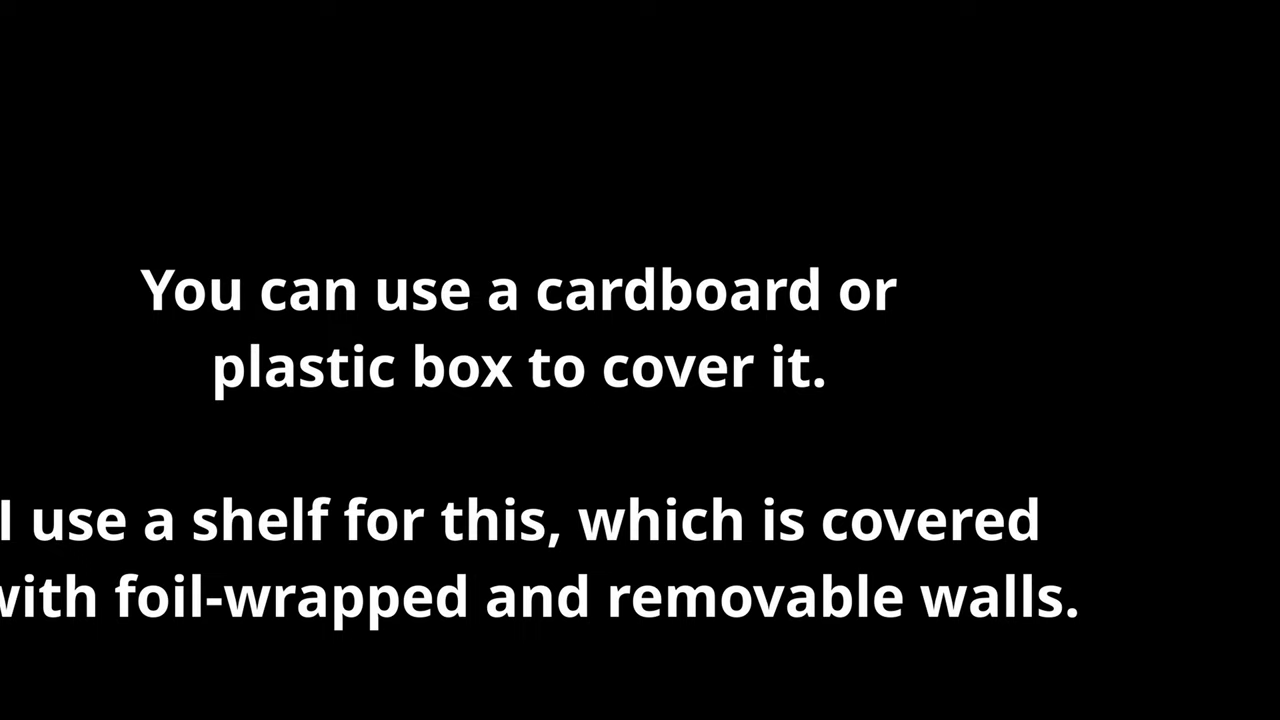 You can use a cardboard or
plastic box to cover it.
I use a shelf for this, which is covered
with foil-wrapped and removable walls.